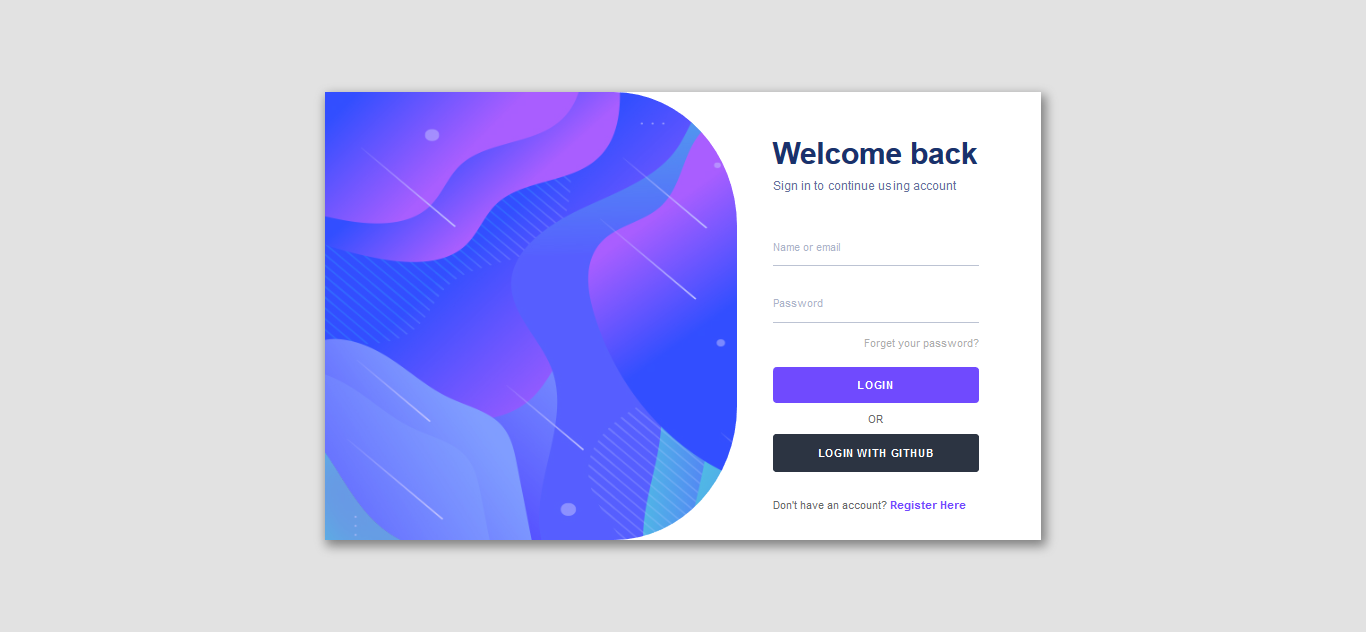 Welcome back
Sign in to continue using account
Name or email
Password
Forget your password?
LOGIN
OR
LOGIN WITH GITHUB
Don't have an account? Register Here